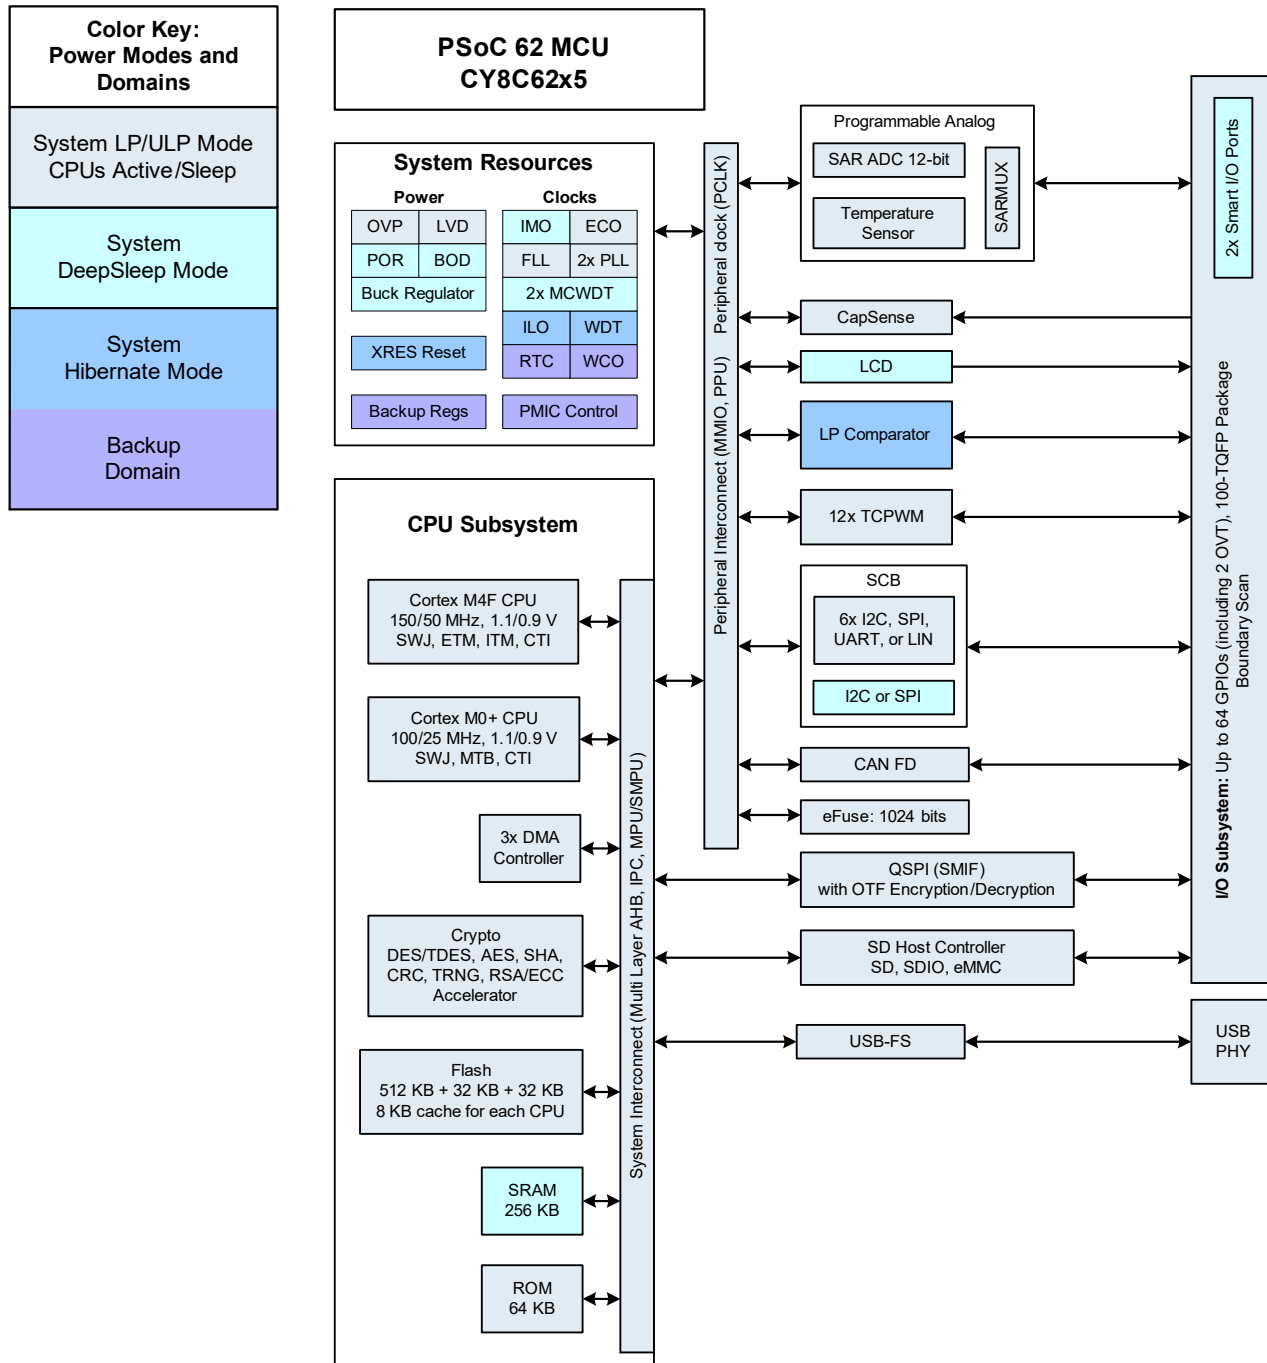 Color Key:
Power Modes and
Domains
System LP/ULP Mode
CPUs Active/Sleep
System
DeepSleep Mode
System
Hibernate Mode
Backup
Domain
PSoC 62 MCU
CY8C62x5
System Resources
Power
Clocks
OVP
LVD
POR
BOD
Buck Regulator
XRES Reset
Backup Regs
IMO
ECO
FLL
2x PLL
2x MCWDT
ILO
WDT
RTC
WCO
PMIC Control
CPU Subsystem
Cortex M4F CPU
150/50 MHz, 1.1/0.9 V
SWJ, ETM, ITM, CTI
Cortex M0+ CPU
100/25 MHz, 1.1/0.9 V
SWJ, MTB, CTI
3x DMA
Controller
Crypto
DES/TDES, AES, SHA,
CRC, TRNG, RSA/ECC
Accelerator
Flash
512 KB + 32 KB + 32 KB
8 KB cache for each CPU
SRAM
256 KB
ROM
64 KB
System Interconnect (Multi Layer AHB, IPC, MPU/SMPU)
Peripheral Interconnect (MMIO, PPU)
Peripheral clock (PCLK)
Programmable Analog
SAR ADC 12-bit
Temperature
Sensor
SARMUX
CapSense
LCD
LP Comparator
12x TCPWM
SCB
6x I2C, SPI,
UART, or LIN
I2C or SPI
CAN FD
eFuse: 1024 bits
QSPI (SMIF)
with OTF Encryption/Decryption
SD Host Controller
SD, SDIO, eMMC
USB-FS
2x Smart I/O Ports
I/O Subsystem: Up to 64 GPIOs (including 2 OVT), 100-TQFP Package
Boundary Scan
USB
PHY